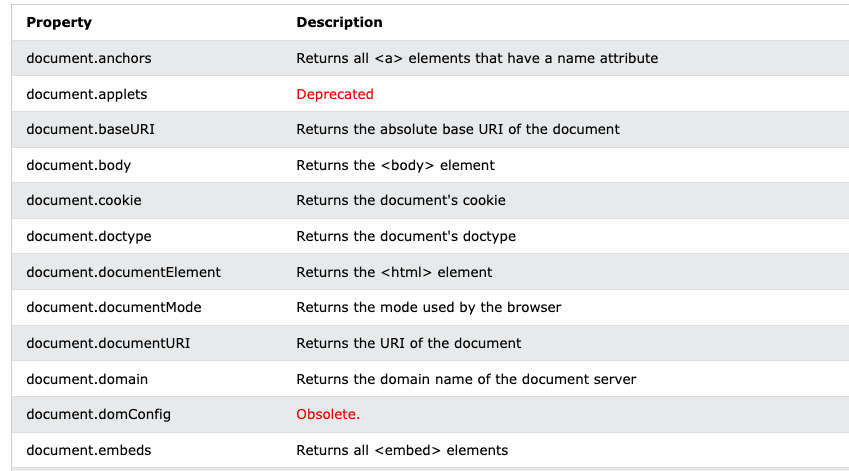 Property Description
document.anchors Returns all <a> elements that have a name attribute
document.applets Deprecated
document.baseURI Returns the absolute base URI of the document
document.body Returns the <body> element
document.cookie Returns the document's cookie
document.doctype Returns the document's doctype
document.documentElement Returns the <html> element
document.documentMode Returns the mode used by the browser
document.documentURI Returns the URI of the document
document.domain Returns the domain name of the document server
document.domConfig Obsolete.
document.embeds Returns all <embed> elements